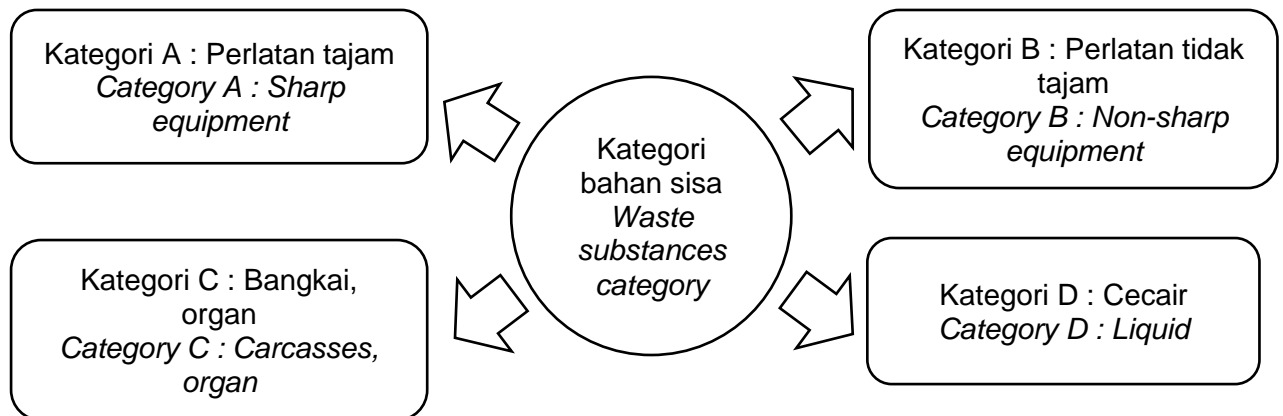 Kategori A : Perlatan tajam
Category A : Sharp
equipment
Kategori B : Perlatan tidak
tajam
Category B : Non-sharp
equipment
Kategori
bahan sisa
Waste
substances
category
Kategori C : Bangkai,
organ
Category C : Carcasses,
organ
Kategori D : Cecair
Category D : Liquid